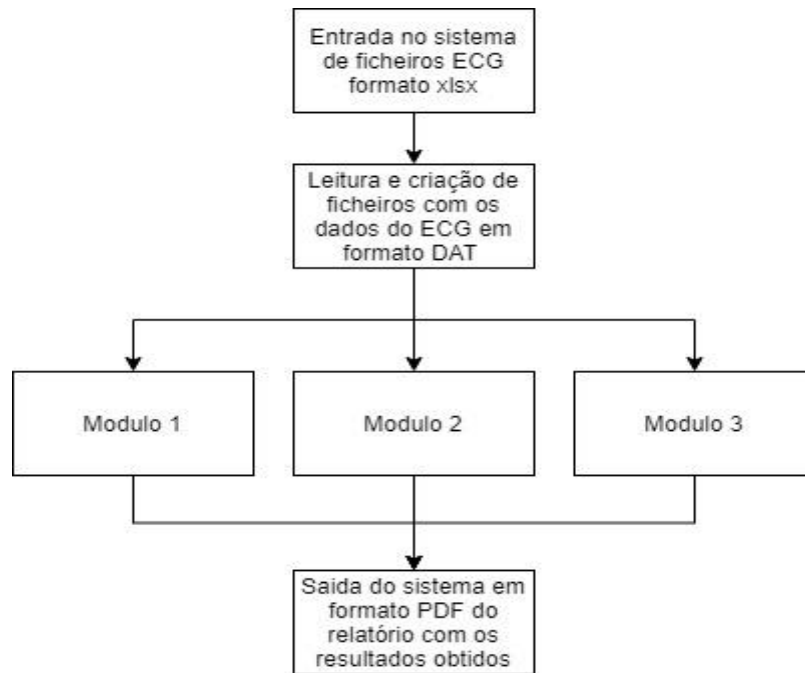 Entrada no sistema
de ficheiros ECG
formato xlsx
Leitura e criação de
ficheiros com os
dados do ECG em
formato DAT
Modulo 1
Modulo 2
Modulo 3
Saida do sistema em
formato PDF do
relatório com os
resultados obtidos